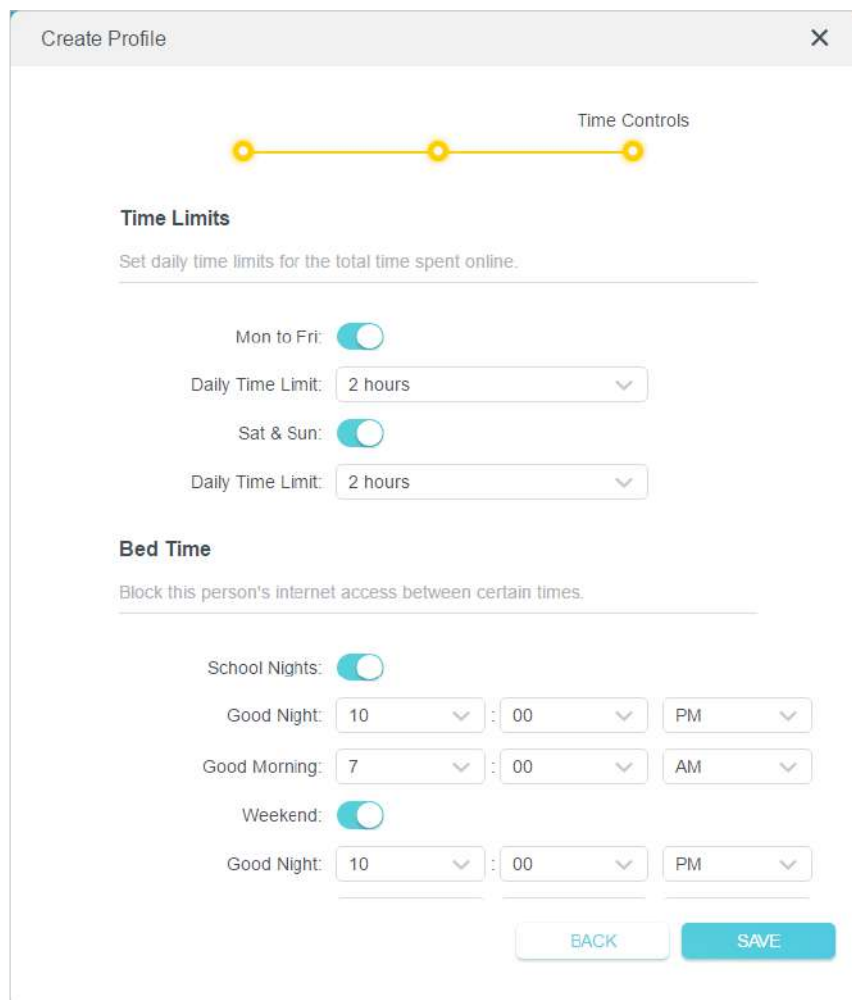 Create Profile
Time Controls
Time Limits
Set daily time limits for the total time spent online.
Mon to Fri:
Daily Time Limit: 2 hours
Sat & Sun:
Daily Time Limit: 2 hours
Bed Time
Block this person's internet access between certain times.
School Nights:
Good Night: 10 : 00 PM
Good Morning: 7 : 00 AM
Weekend:
Good Night: 10 : 00 PM
BACK SAVE